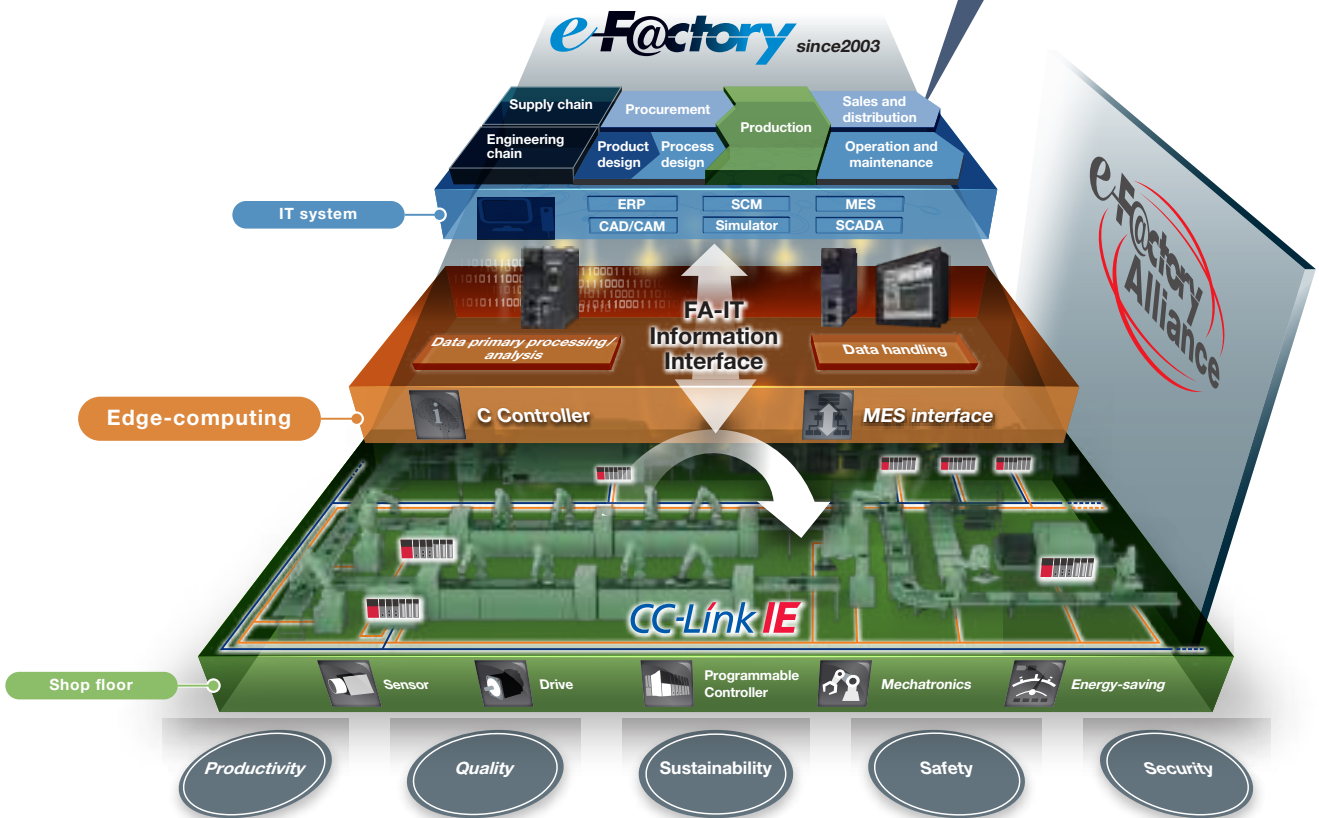 e-F@ctory since2003
Supply chain
Procurement
Production
Sales and
distribution
Engineering
chain
Product
design
Process
design
Operation and
maintenance
IT system
ERP
SCM
MES
CAD/CAM
Simulator
SCADA
FA-IT
Information
Interface
Data primary processing/
analysis
Data handling
Edge-computing
C Controller
MES interface
e-F@ctory
Alliance
CC-Link IE
Shop floor
Sensor
Drive
Programmable
Controller
Mechatronics
Energy-saving
Productivity
Quality
Sustainability
Safety
Security